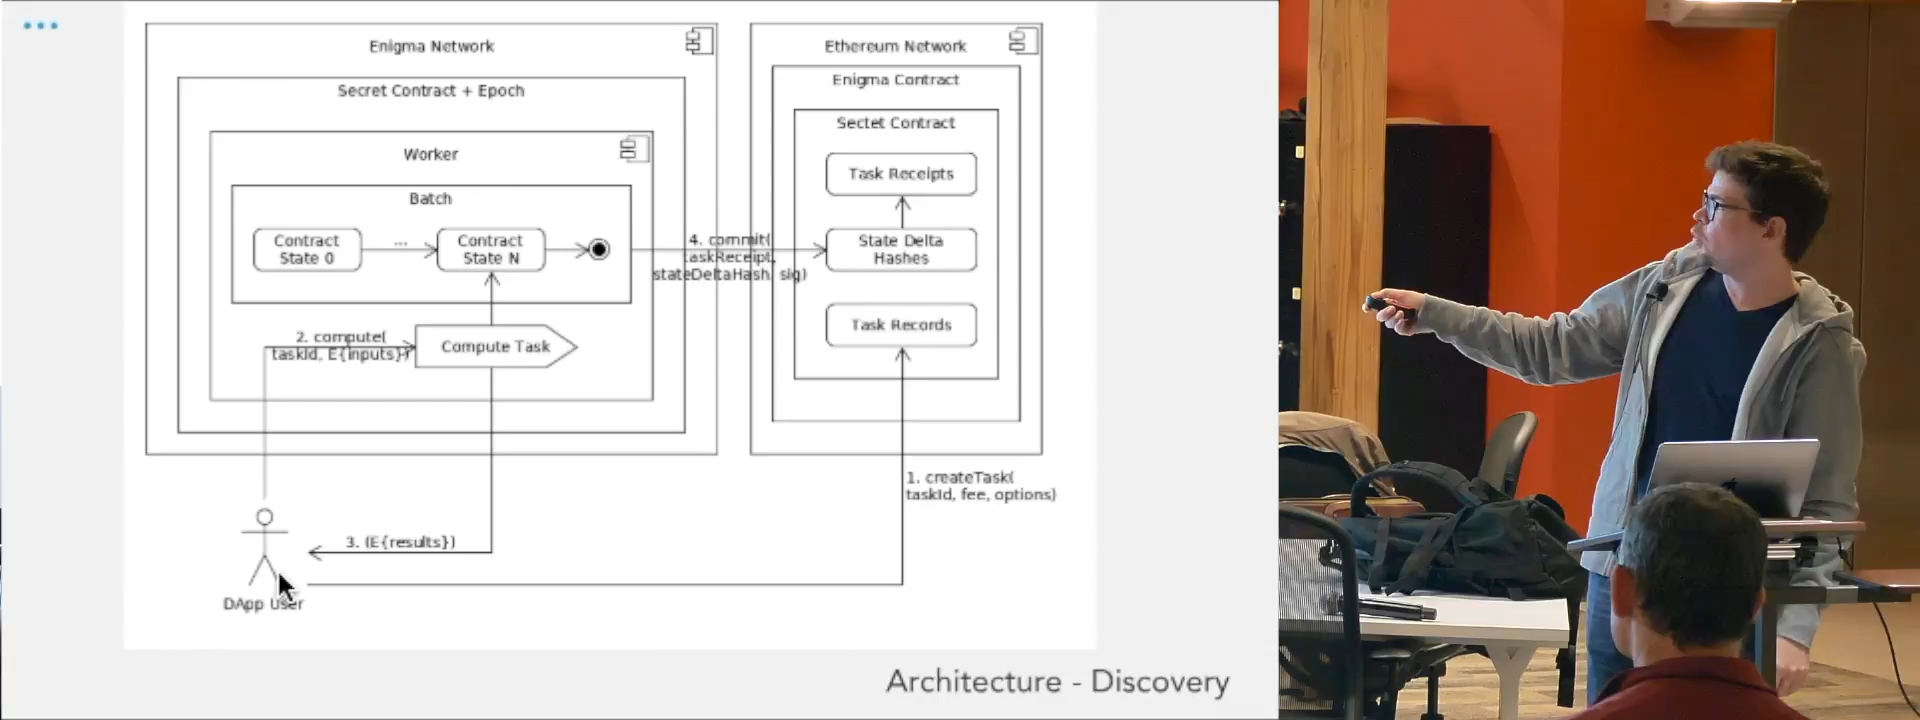 Enigma Network
Secret Contract + Epoch
Worker
Batch
Contract
State 0
...
Contract
State N
2. compute(
taskId, E{inputs})
Compute Task
3. (E{results})
DApp User
4. commit(
taskReceipt,
stateDeltaHash, sig)
Ethereum Network
Enigma Contract
Sectet Contract
Task Receipts
State Delta
Hashes
Task Records
1. createTask(
taskId, fee, options)
Architecture - Discovery